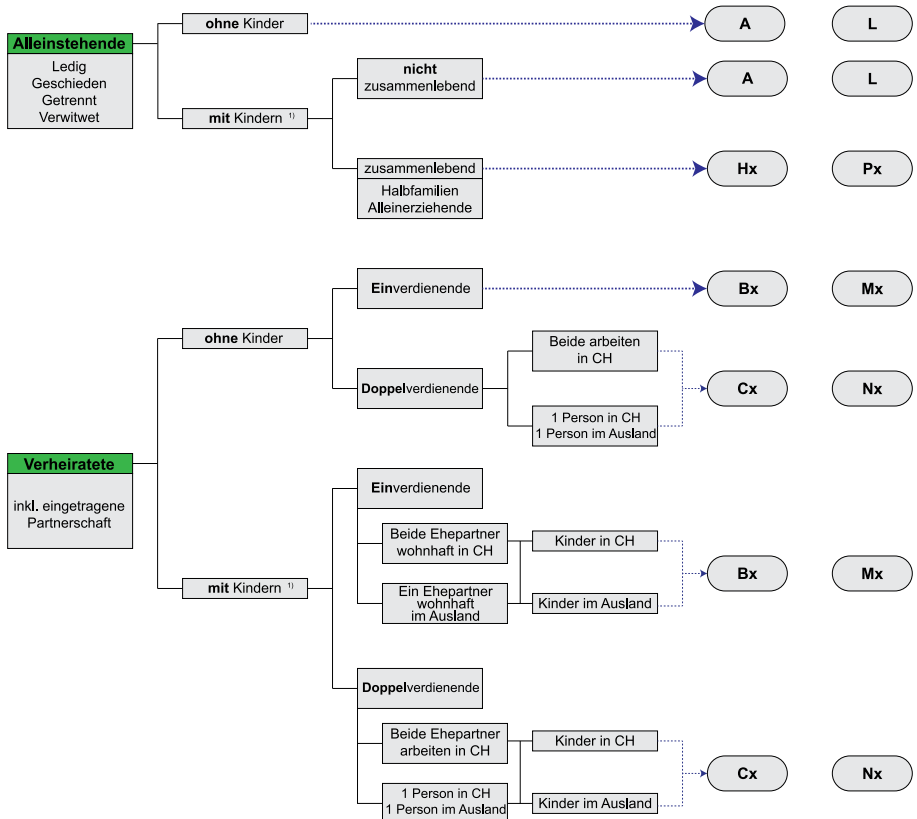 ohne Kinder
A
L
Alleinstehende
Ledig
Geschieden
Getrennt
Verwitwet
nicht
zusammenlebend
A
L
mit Kindern 1)
zusammenlebend
Halbfamilien
Alleinerziehende
Hx
Px
Einverdienende
Bx
Mx
ohne Kinder
Beide arbeiten
in CH
Doppelverdienende
Cx
Nx
1 Person in CH
1 Person im Ausland
Verheiratete
inkl. eingetragene
Partnerschaft
Einverdienende
Beide Ehepartner
wohnhaft in CH
Kinder in CH
Bx
Mx
mit Kindern 1)
Ein Ehepartner
wohnhaft
im Ausland
Kinder im Ausland
Doppelverdienende
Beide Ehepartner
arbeiten in CH
Kinder in CH
Cx
Nx
1 Person in CH
1 Person im Ausland
Kinder im Ausland